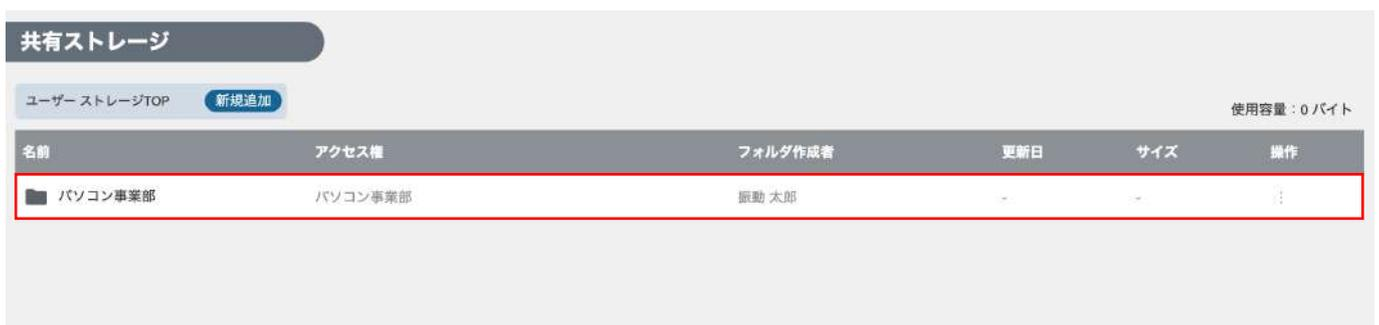 共有ストレージ
ユーザー ストレージTOP 新規追加
使用容量：0 バイト
名前 アクセス権 フォルダ作成者 更新日 サイズ 操作
パソコン事業部 パソコン事業部 振動 太郎 - - ⋮